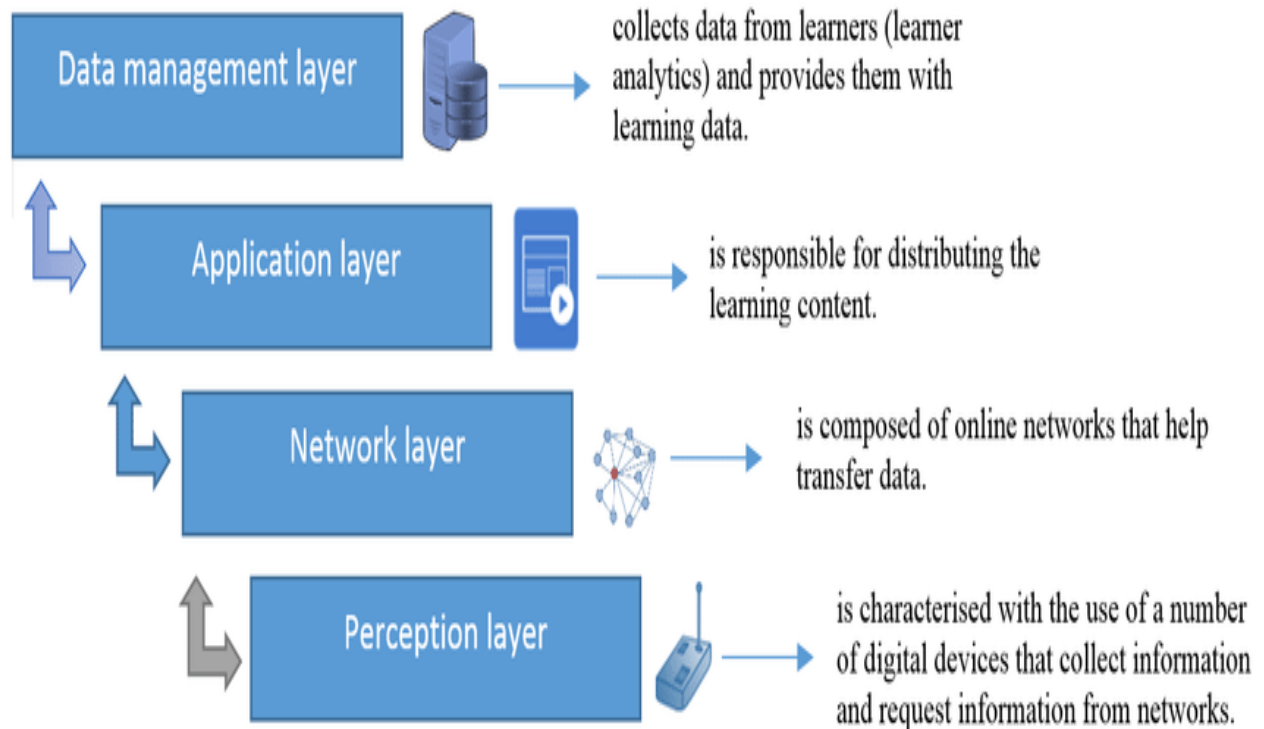 Data management layer
collects data from learners (learner
analytics) and provides them with
learning data.
Application layer
is responsible for distributing the
learning content.
Network layer
is composed of online networks that help
transfer data.
Perception layer
is characterised with the use of a number
of digital devices that collect information
and request information from networks.